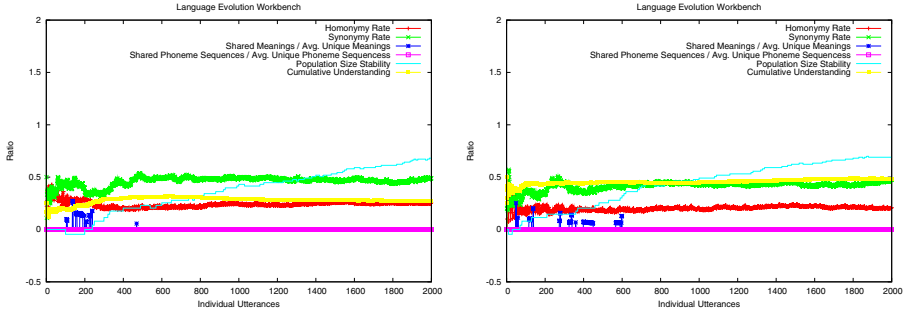 Language Evolution Workbench
Homonymy Rate
Synonymy Rate
Shared Meanings / Avg. Unique Meanings
Shared Phoneme Sequences / Avg. Unique Phoneme Sequencess
Population Size Stability
Cumulative Understanding
2
1.5
1
0.5
0
-0.5
Ratio
0 200 400 600 800 1000 1200 1400 1600 1800 2000
Individual Utterances
Language Evolution Workbench
Homonymy Rate
Synonymy Rate
Shared Meanings / Avg. Unique Meanings
Shared Phoneme Sequences / Avg. Unique Phoneme Sequencess
Population Size Stability
Cumulative Understanding
2
1.5
1
0.5
0
-0.5
Ratio
0 200 400 600 800 1000 1200 1400 1600 1800 2000
Individual Utterances